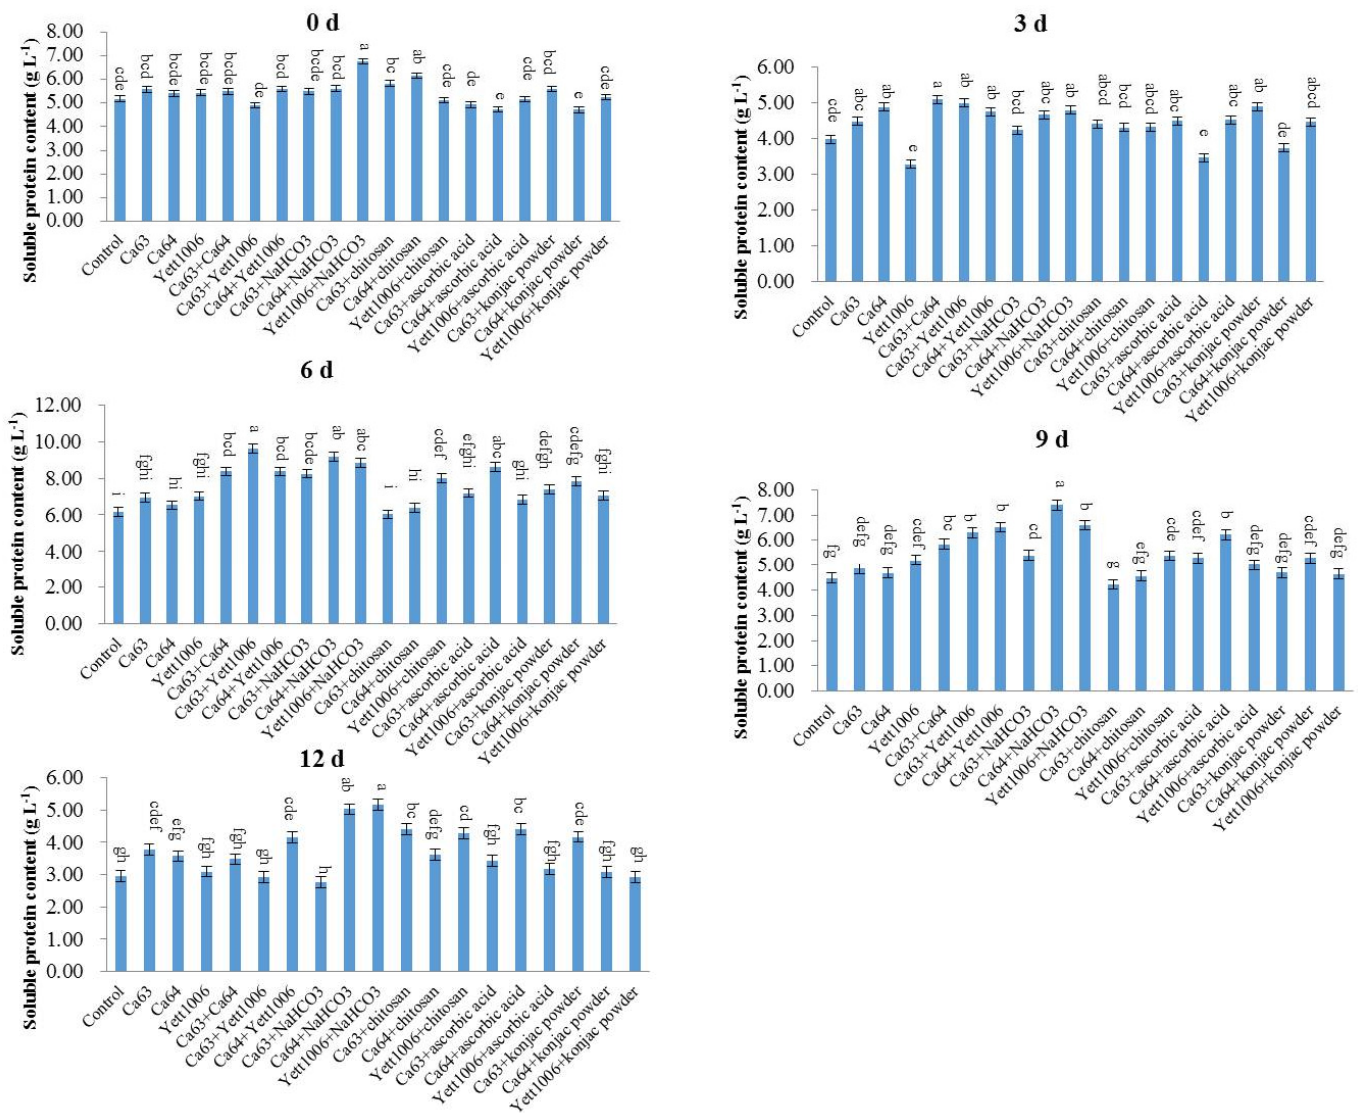 0 d
Soluble protein content (g L-1)
8.00
7.00
6.00
5.00
4.00
3.00
2.00
1.00
0.00
cde
bcd
bcde
bcde
bcde
de
bcd
bcde
bcd
a
bc
ab
cde
de
e
cde
bcd
e
cde
Control
Ca63
Ca64
Yett1006
Ca63+Ca64
Ca63+Yett1006
Ca64+Yett1006
Ca63+NaHCO3
Ca64+NaHCO3
Yett1006+NaHCO3
Ca63+chitosan
Ca64+chitosan
Yett1006+chitosan
Ca63+ascorbic acid
Ca64+ascorbic acid
Yett1006+ascorbic acid
Ca63+konjac powder
Ca64+konjac powder
Yett1006+konjac powder
3 d
Soluble protein content (g L-1)
6.00
5.00
4.00
3.00
2.00
1.00
0.00
cde
abc
ab
e
a
ab
ab
bcd
abc
ab
abcd
bcd
abcd
abc
e
abc
ab
de
abcd
Control
Ca63
Ca64
Yett1006
Ca63+Ca64
Ca63+Yett1006
Ca64+Yett1006
Ca63+NaHCO3
Ca64+NaHCO3
Yett1006+NaHCO3
Ca63+chitosan
Ca64+chitosan
Yett1006+chitosan
Ca63+ascorbic acid
Ca64+ascorbic acid
Yett1006+ascorbic acid
Ca63+konjac powder
Ca64+konjac powder
Yett1006+konjac powder
6 d
Soluble protein content (g L-1)
12.00
10.00
8.00
6.00
4.00
2.00
0.00
i
fghi
hi
fghi
bcd
a
bcd
bcde
ab
abc
i
hi
cdef
efghi
abc
ghi
defgh
cdefg
fghi
Control
Ca63
Ca64
Yett1006
Ca63+Ca64
Ca63+Yett1006
Ca64+Yett1006
Ca63+NaHCO3
Ca64+NaHCO3
Yett1006+NaHCO3
Ca63+chitosan
Ca64+chitosan
Yett1006+chitosan
Ca63+ascorbic acid
Ca64+ascorbic acid
Yett1006+ascorbic acid
Ca63+konjac powder
Ca64+konjac powder
Yett1006+konjac powder
9 d
Soluble protein content (g L-1)
8.00
7.00
6.00
5.00
4.00
3.00
2.00
1.00
0.00
fg
defg
defg
cdef
bc
b
b
cd
a
b
g
efg
cde
cdef
b
defg
defg
cdef
defg
Control
Ca63
Ca64
Yett1006
Ca63+Ca64
Ca63+Yett1006
Ca64+Yett1006
Ca63+NaHCO3
Ca64+NaHCO3
Yett1006+NaHCO3
Ca63+chitosan
Ca64+chitosan
Yett1006+chitosan
Ca63+ascorbic acid
Ca64+ascorbic acid
Yett1006+ascorbic acid
Ca63+konjac powder
Ca64+konjac powder
Yett1006+konjac powder
12 d
Soluble protein content (g L-1)
6.00
5.00
4.00
3.00
2.00
1.00
0.00
gh
cdef
efg
fgh
fgh
gh
cde
h
ab
a
bc
defg
cd
fgh
bc
fgh
cde
fgh
gh
Control
Ca63
Ca64
Yett1006
Ca63+Ca64
Ca63+Yett1006
Ca64+Yett1006
Ca63+NaHCO3
Ca64+NaHCO3
Yett1006+NaHCO3
Ca63+chitosan
Ca64+chitosan
Yett1006+chitosan
Ca63+ascorbic acid
Ca64+ascorbic acid
Yett1006+ascorbic acid
Ca63+konjac powder
Ca64+konjac powder
Yett1006+konjac powder